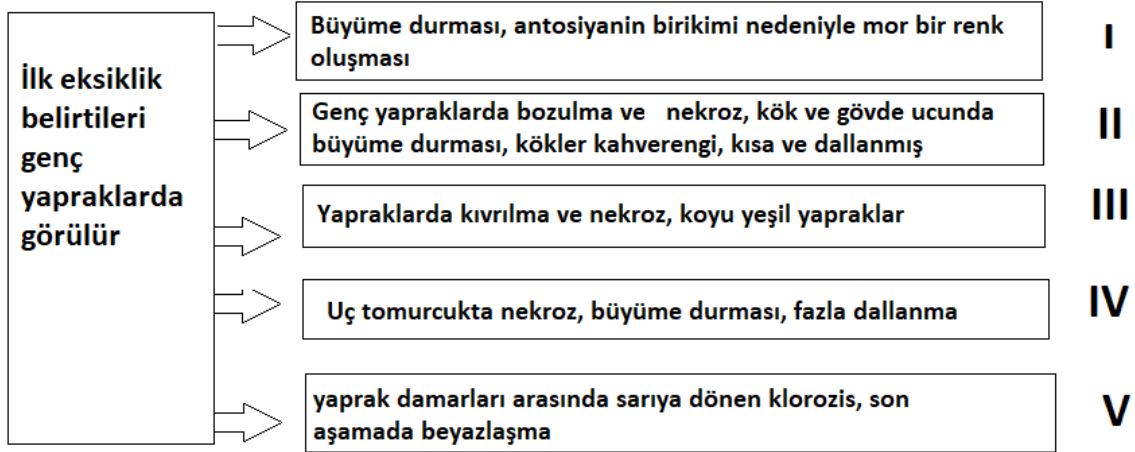 İlk eksiklik
belirtileri
genç
yapraklarda
görülür
Büyüme durması, antosiyanin birikimi nedeniyle mor bir renk
oluşması
I
Genç yapraklarda bozulma ve nekroz, kök ve gövde ucunda
büyüme durması, kökler kahverengi, kısa ve dallanmış
II
Yapraklarda kıvrılma ve nekroz, koyu yeşil yapraklar
III
Uç tomurcukta nekroz, büyüme durması, fazla dallanma
IV
yaprak damarları arasında sarıya dönen klorozis, son
aşamada beyazlaşma
V